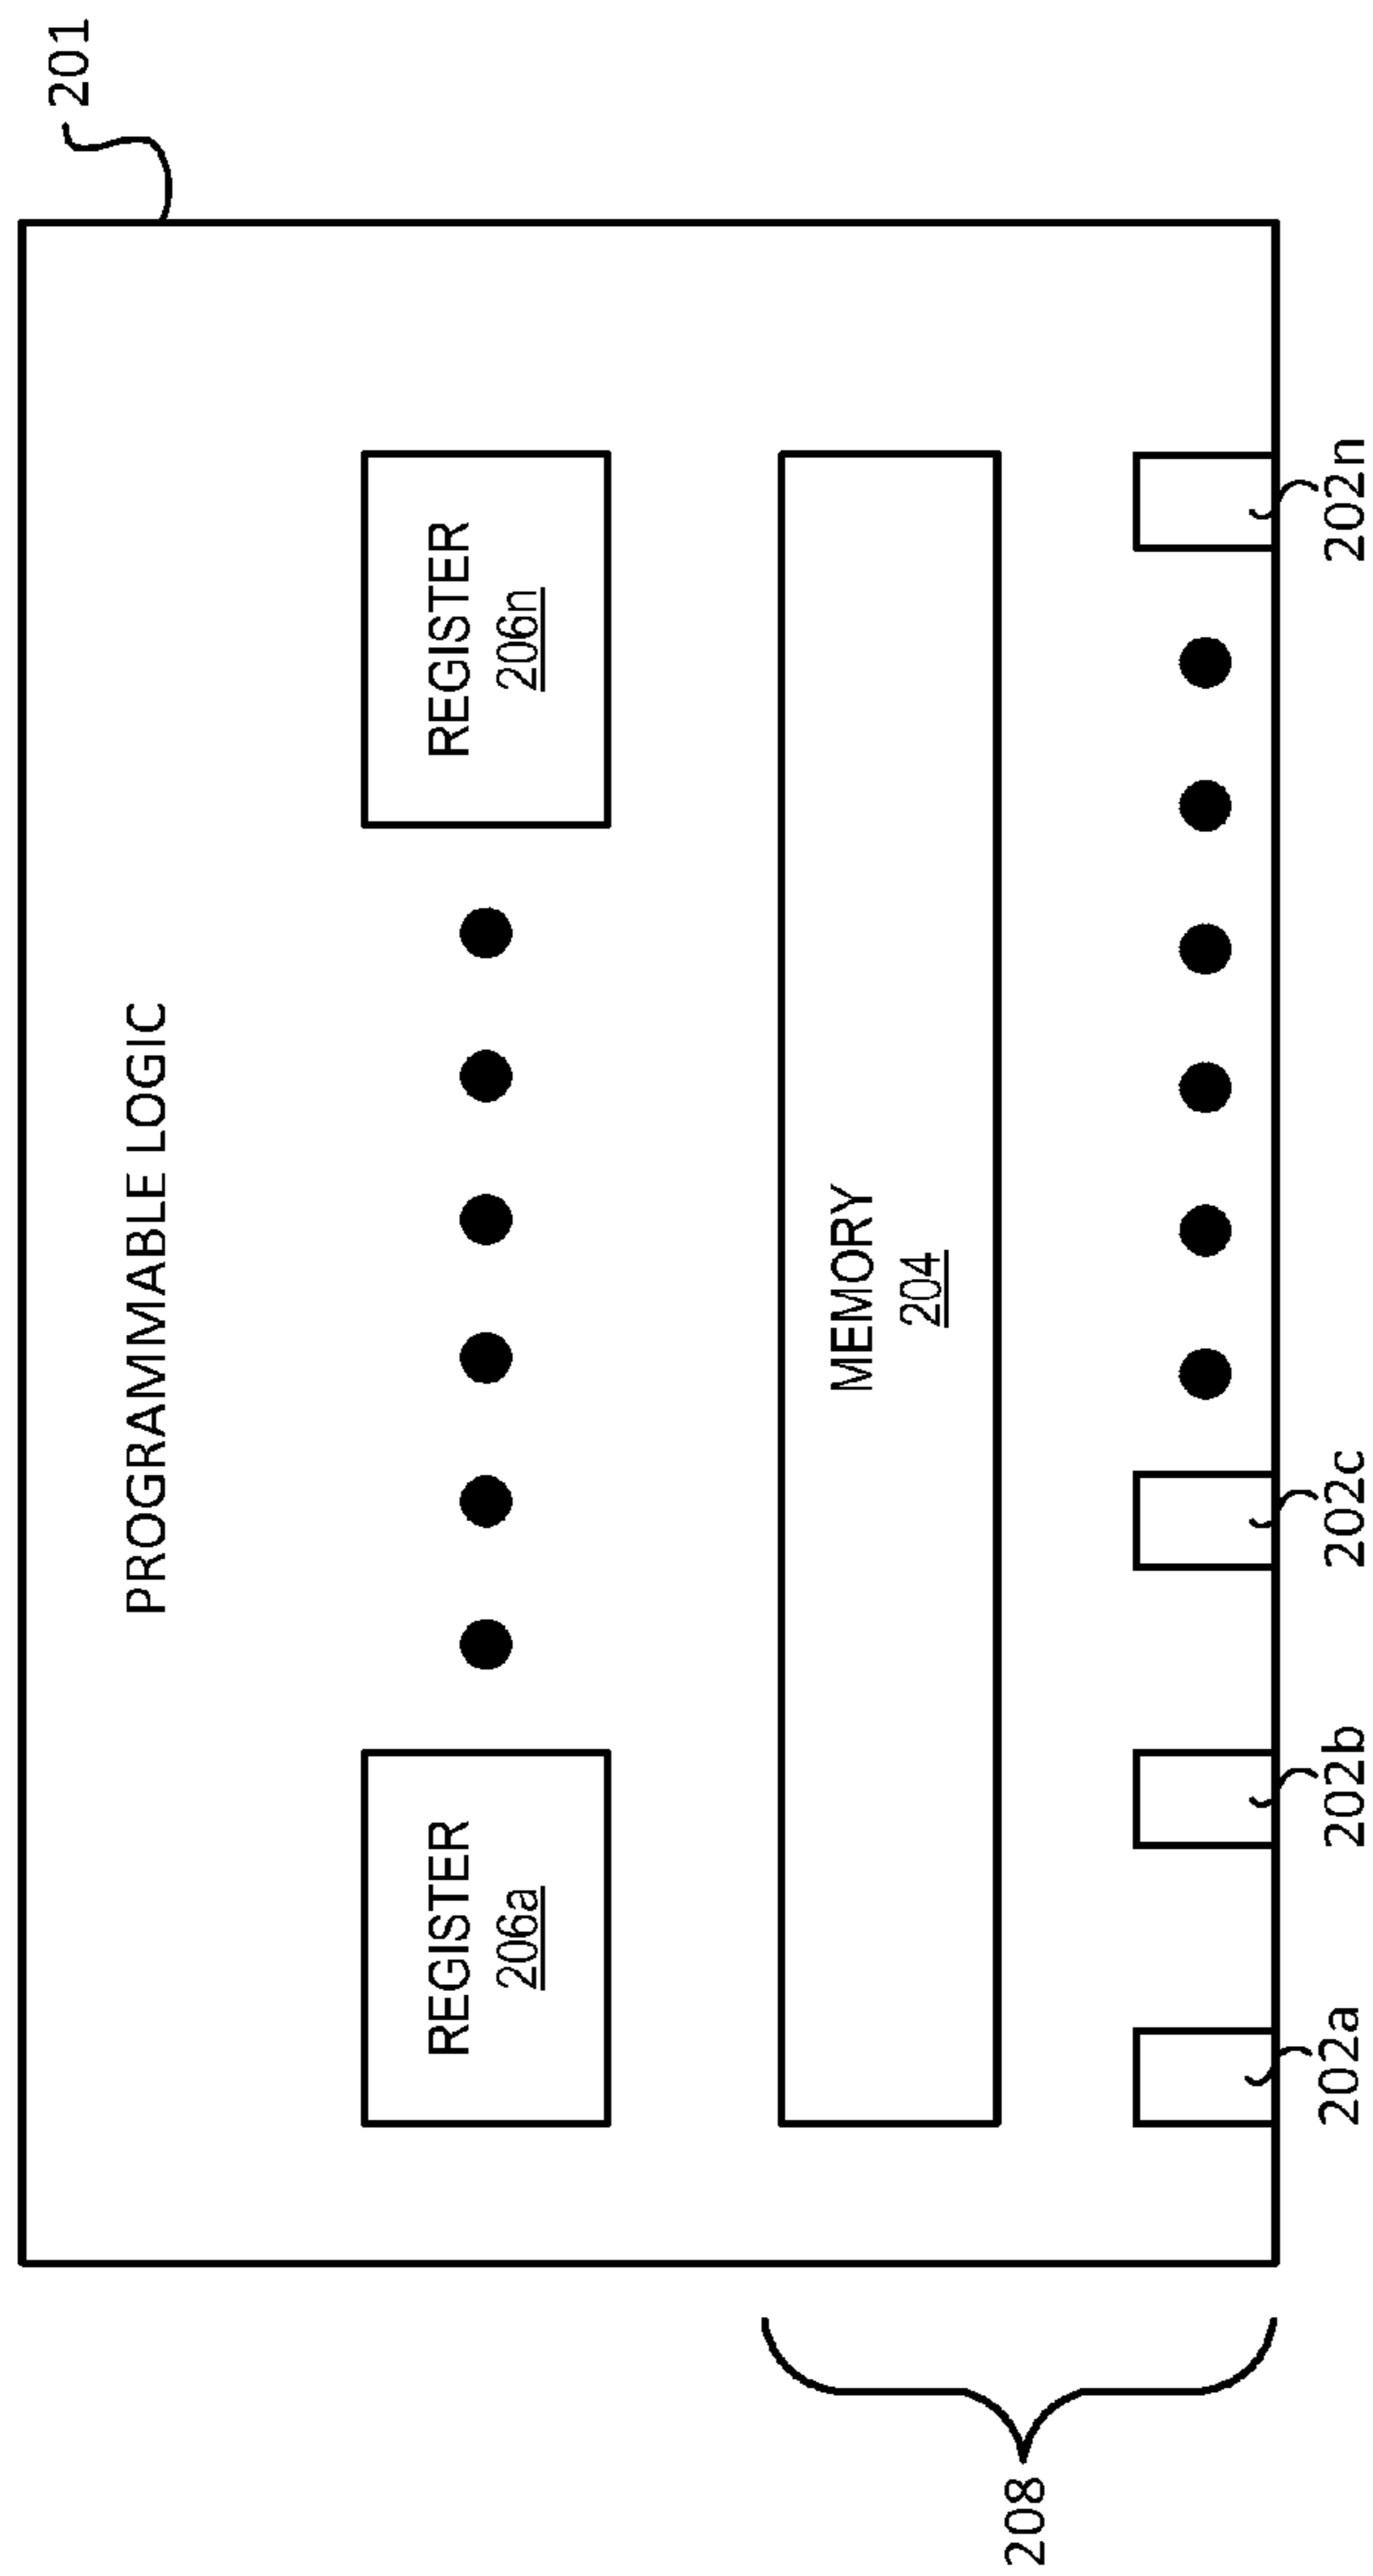 201
PROGRAMMABLE LOGIC
REGISTER
206a
REGISTER
206n
MEMORY
204
208
202a
202b
202c
202n